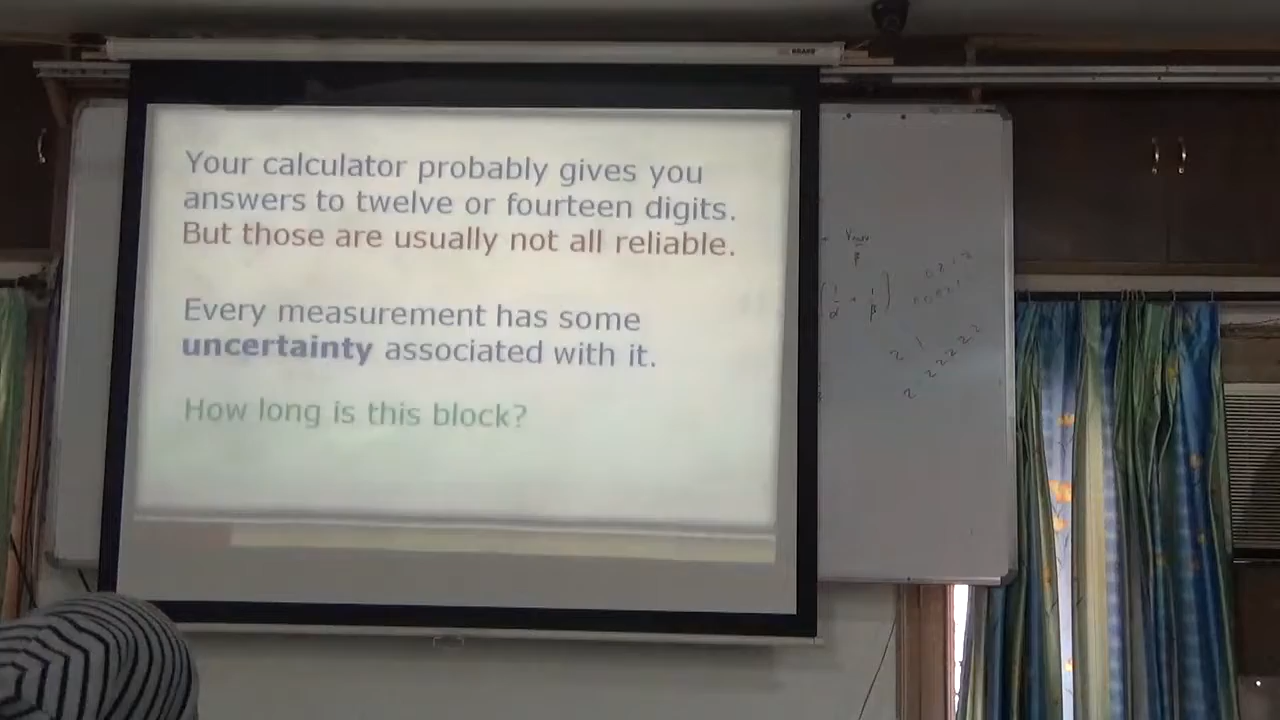 Your calculator probably gives you
answers to twelve or fourteen digits.
But those are usually not all reliable.
Every measurement has some
uncertainty associated with it.
How long is this block?